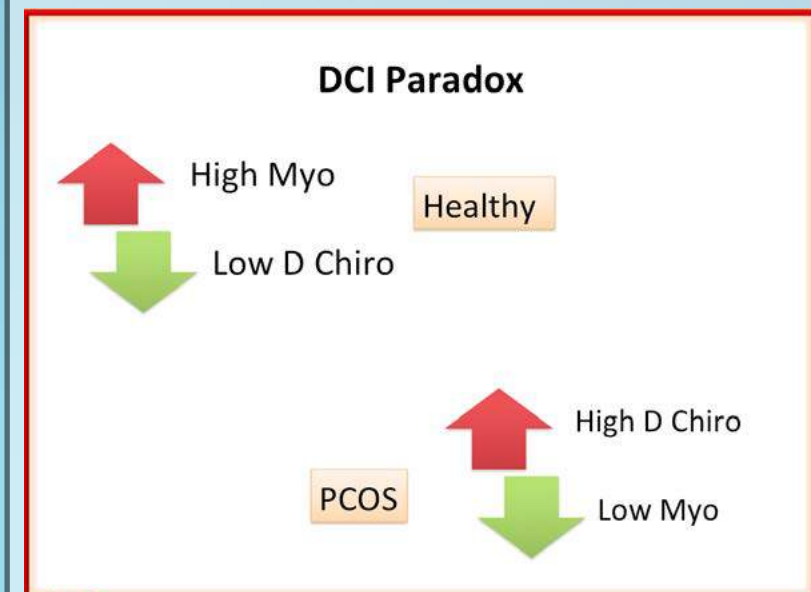 DCI Paradox
High Myo
Healthy
Low D Chiro
High D Chiro
PCOS
Low Myo